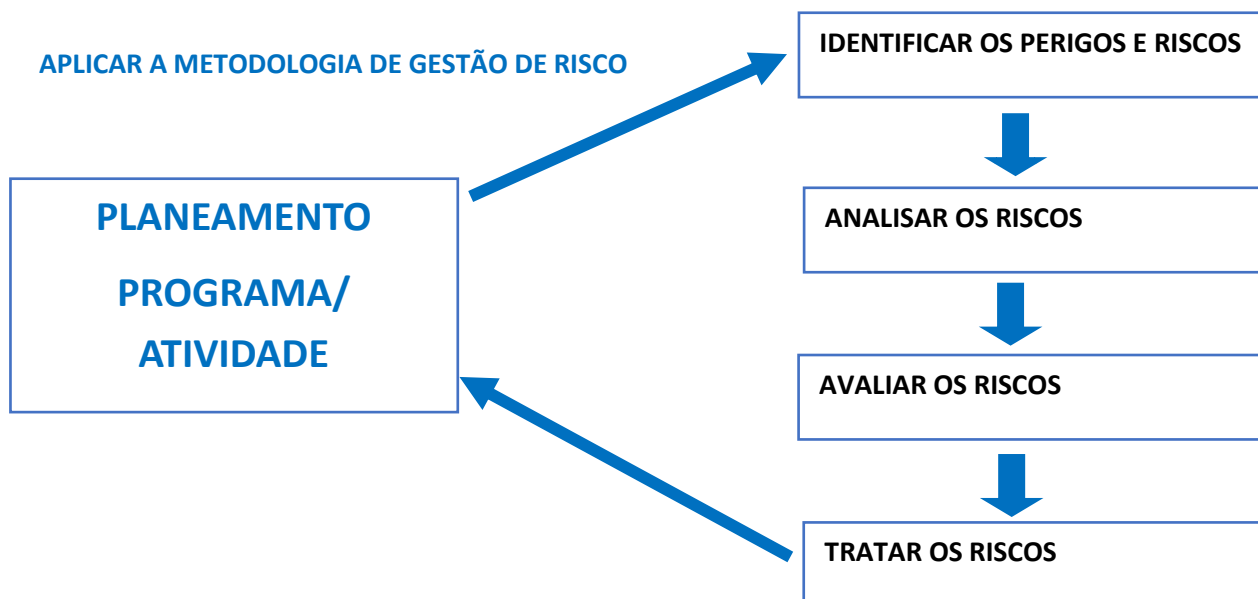 APLICAR A METODOLOGIA DE GESTÃO DE RISCO
PLANEAMENTO
PROGRAMA/
ATIVIDADE
IDENTIFICAR OS PERIGOS E RISCOS
ANALISAR OS RISCOS
AVALIAR OS RISCOS
TRATAR OS RISCOS